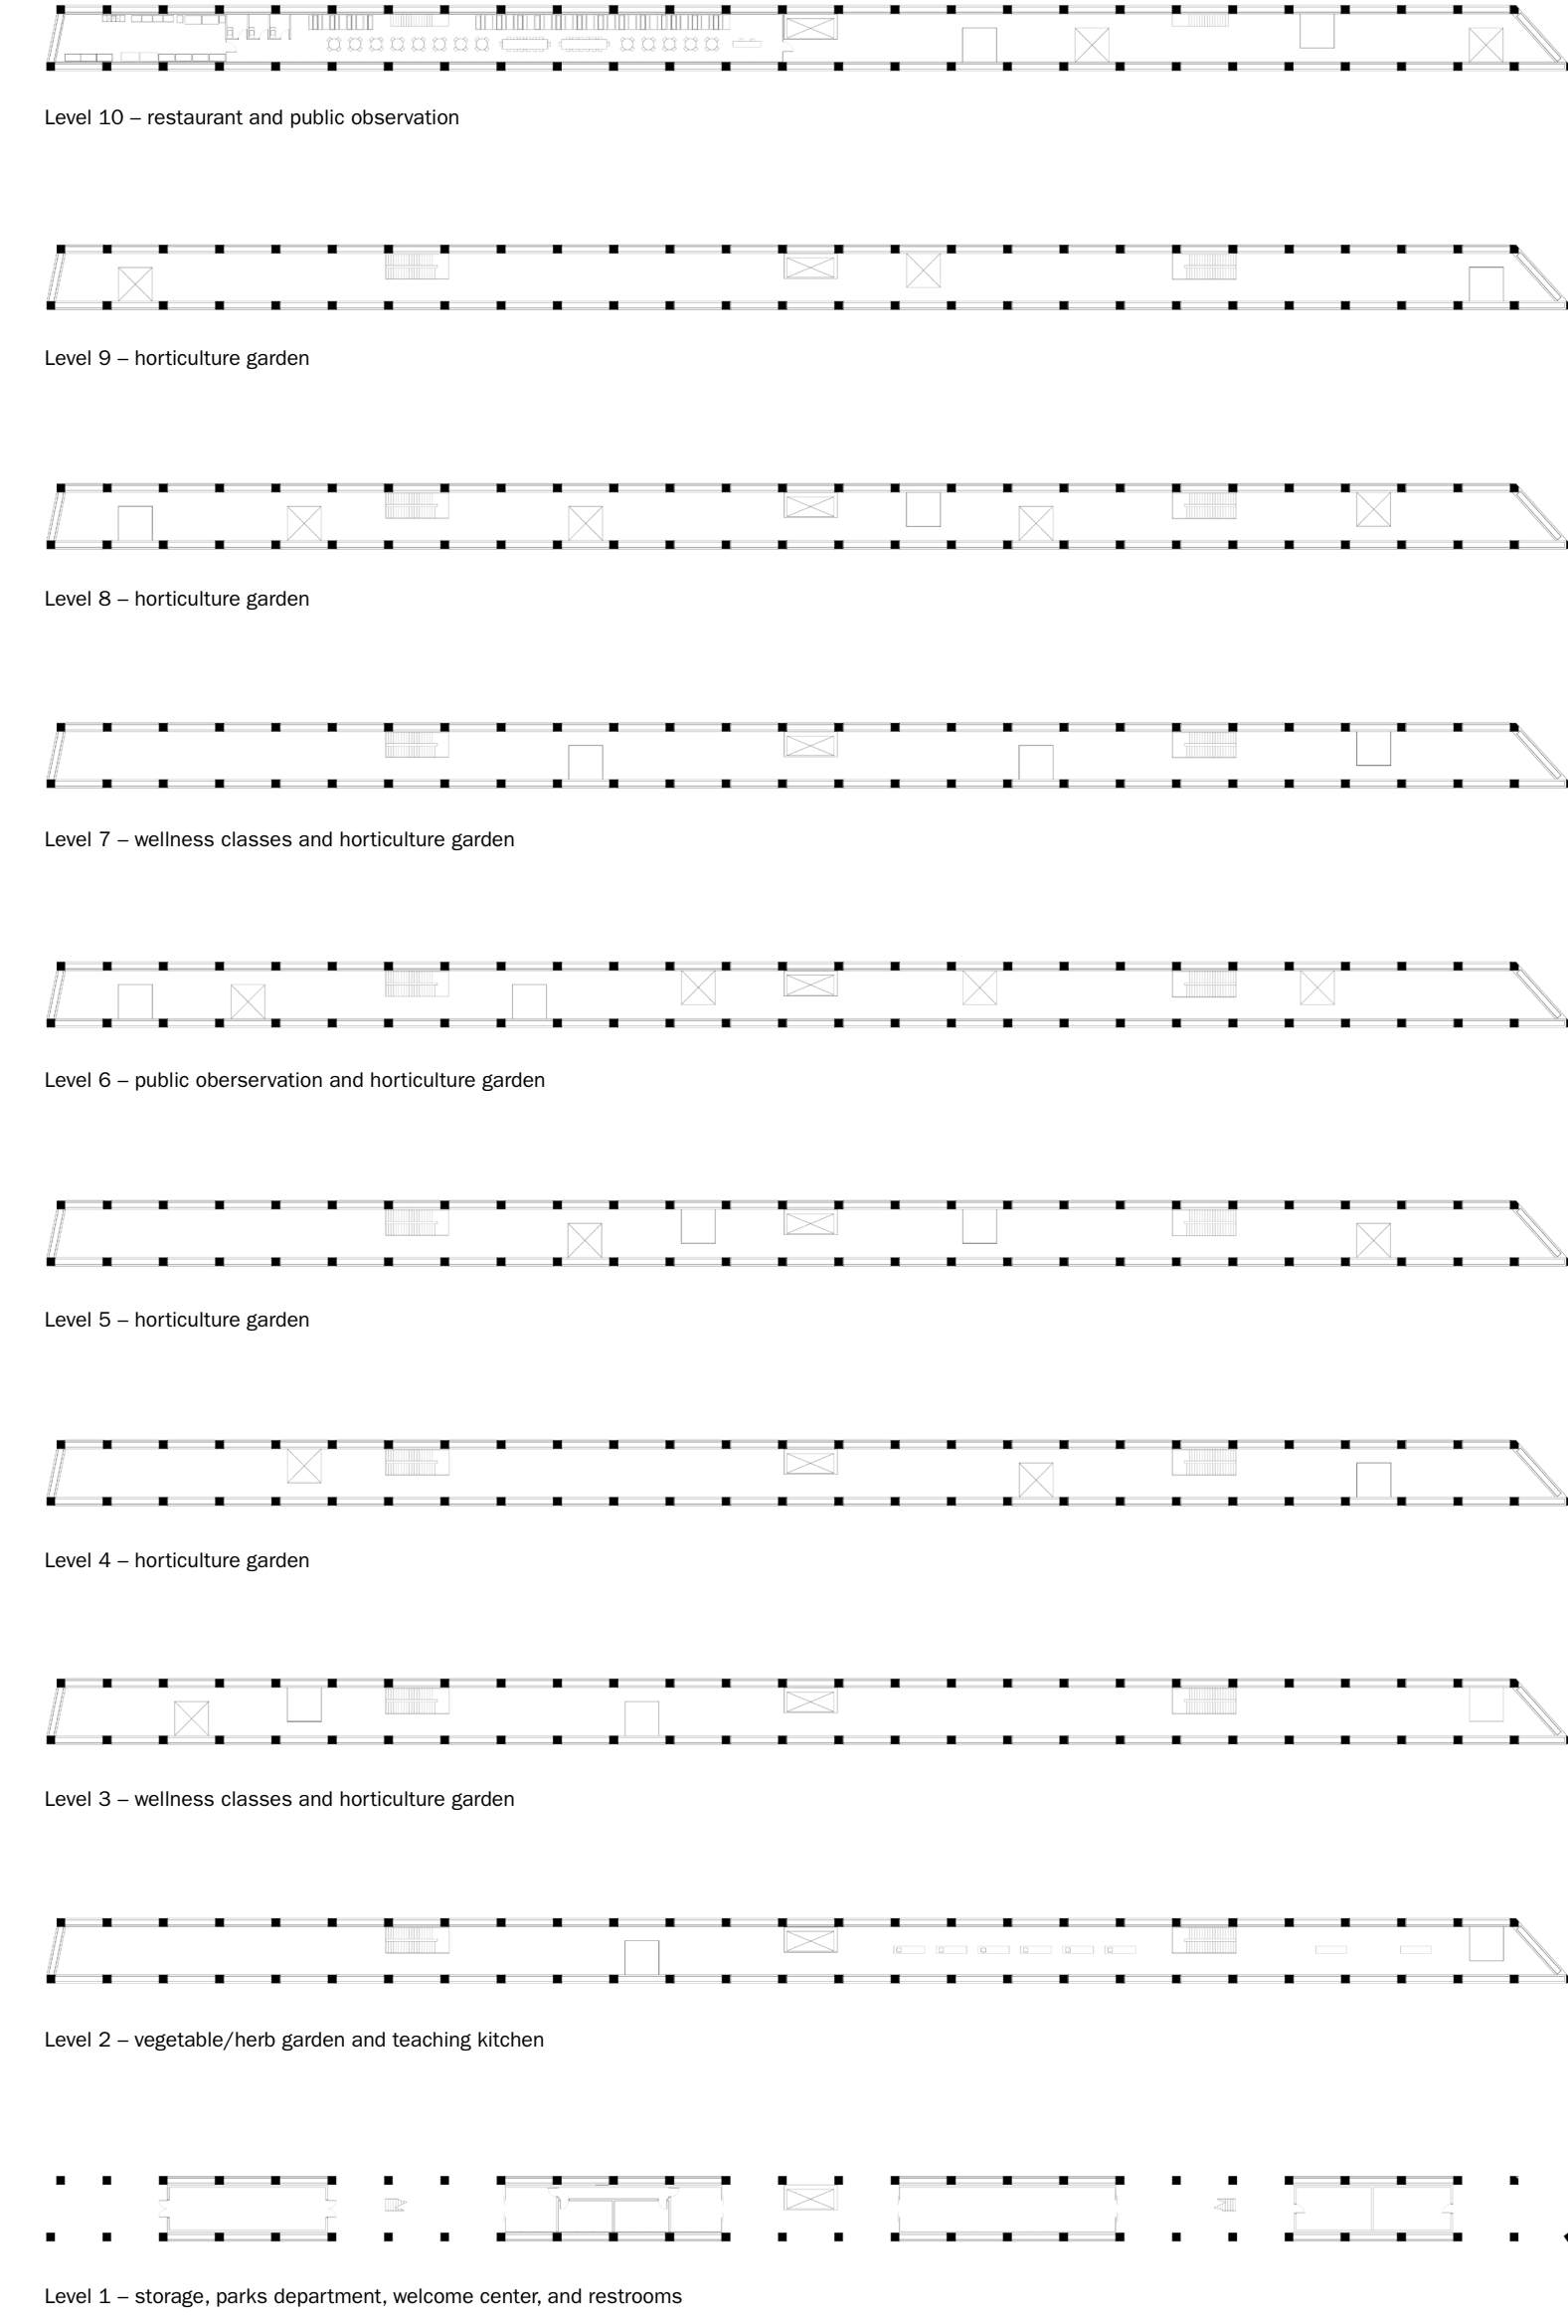 Level 10 – restaurant and public observation
Level 9 – horticulture garden
Level 8 – horticulture garden
Level 7 – wellness classes and horticulture garden
Level 6 – public oberservation and horticulture garden
Level 5 – horticulture garden
Level 4 – horticulture garden
Level 3 – wellness classes and horticulture garden
Level 2 – vegetable/herb garden and teaching kitchen
Level 1 – storage, parks department, welcome center, and restrooms